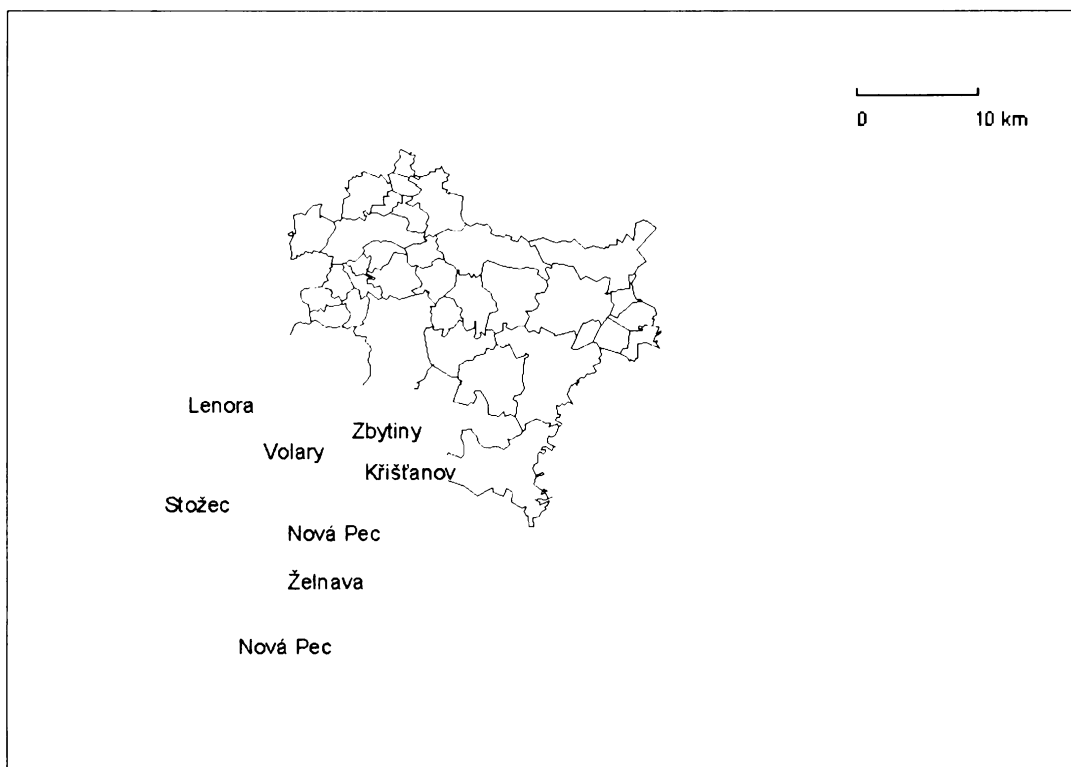 0 10 km
Lenora
Zbytiny
Volary
Křišťanov
Stožec
Nová Pec
Želnava
Nová Pec